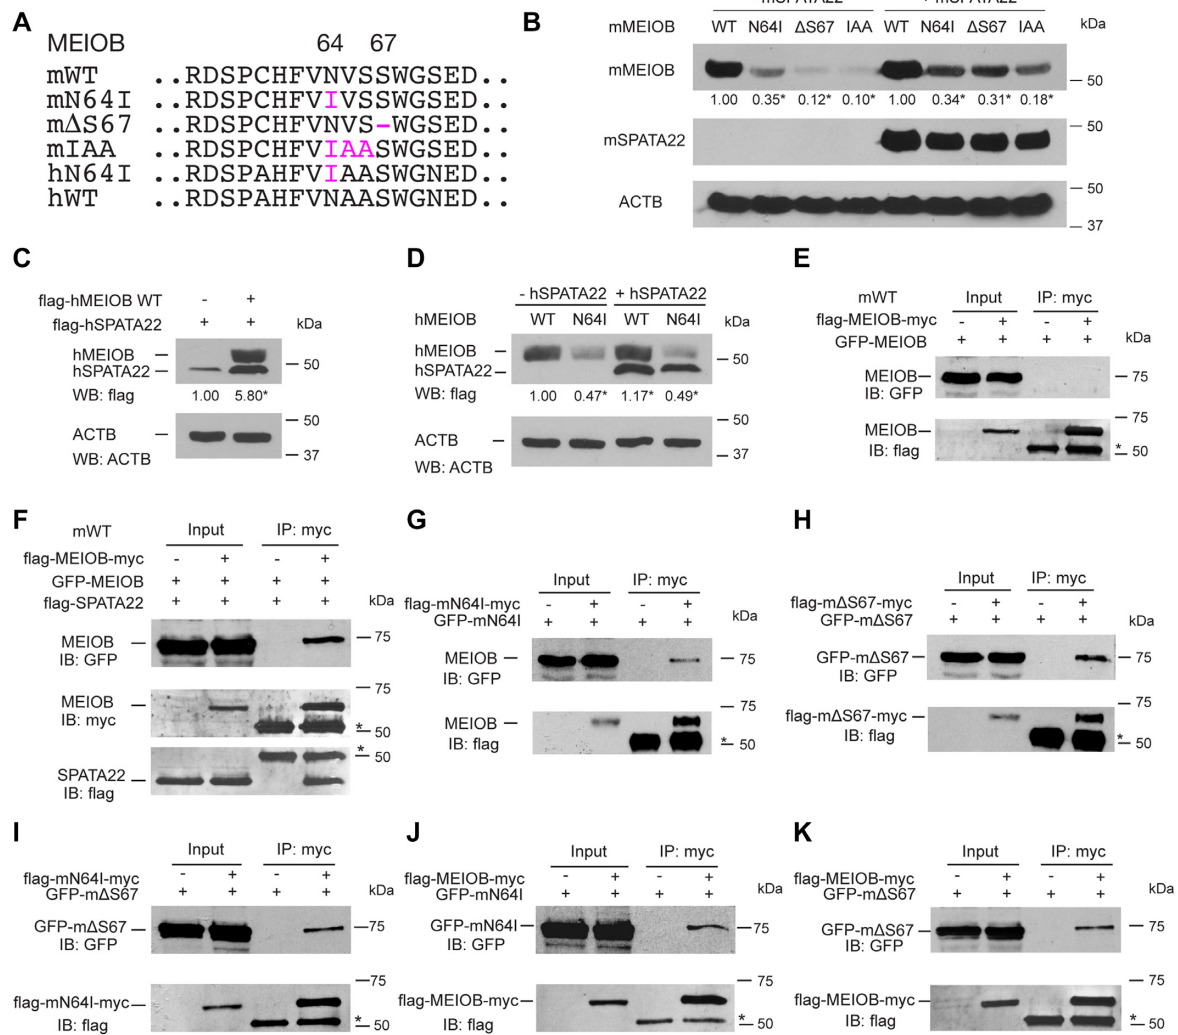 A
MEIOB 64 67
mWT ..RDSPCHFVNVSSWGSED..
mN64I ..RDSPCHFVIVSSWGSED..
mΔS67 ..RDSPCHFVNVS–WGSED..
mIAA ..RDSPCHFVIAASWGSED..
hN64I ..RDSPAHFVIAASWGNED..
hWT ..RDSPAHFVNAASWGNED..
B
mMEIOB WT N64I ΔS67 IAA WT N64I ΔS67 IAA kDa
mMEIOB
50
1.00 0.35* 0.12* 0.10* 1.00 0.34* 0.31* 0.18*
50
mSPATA22
50
ACTB
37
C
flag-hMEIOB WT - +
flag-hSPATA22 + + kDa
hMEIOB
50
hSPATA22
WB: flag 1.00 5.80*
50
ACTB
37
WB: ACTB
D
- hSPATA22 + hSPATA22
hMEIOB WT N64I WT N64I kDa
hMEIOB
50
hSPATA22
WB: flag 1.00 0.47* 1.17* 0.49*
50
ACTB
37
WB: ACTB
E
mWT Input IP: myc
flag-MEIOB-myc - + - +
GFP-MEIOB + + + + kDa
MEIOB 75
IB: GFP
75
MEIOB
IB: flag * 50
F
mWT Input IP: myc
flag-MEIOB-myc - + - +
GFP-MEIOB + + + +
flag-SPATA22 + + + + kDa
MEIOB 75
IB: GFP
75
MEIOB
IB: myc * 50
* 50
SPATA22
IB: flag
G
Input IP: myc
flag-mN64I-myc - + - +
GFP-mN64I + + + + kDa
MEIOB 75
IB: GFP
75
MEIOB
IB: flag * 50
H
Input IP: myc
flag-mΔS67-myc - + - +
GFP-mΔS67 + + + + kDa
GFP-mΔS67 75
IB: GFP
75
flag-mΔS67-myc
IB: flag * 50
I
Input IP: myc
flag-mN64I-myc - + - +
GFP-mΔS67 + + + + kDa
GFP-mΔS67 75
IB: GFP
75
flag-mN64I-myc
IB: flag * 50
J
Input IP: myc
flag-MEIOB-myc - + - +
GFP-mN64I + + + + kDa
GFP-mN64I 75
IB: GFP
75
flag-MEIOB-myc
IB: flag * 50
K
Input IP: myc
flag-MEIOB-myc - + - +
GFP-mΔS67 + + + + kDa
GFP-mΔS67 75
IB: GFP
75
flag-MEIOB-myc
IB: flag * 50